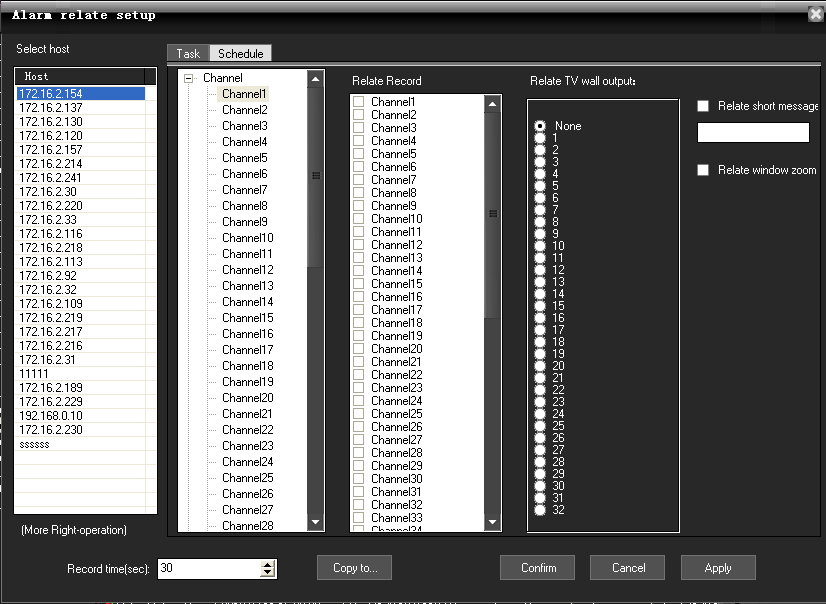 Alarm relate setup
Select host
Host
172.16.2.154
172.16.2.137
172.16.2.130
172.16.2.120
172.16.2.157
172.16.2.214
172.16.2.241
172.16.2.30
172.16.2.220
172.16.2.33
172.16.2.116
172.16.2.218
172.16.2.113
172.16.2.92
172.16.2.32
172.16.2.109
172.16.2.219
172.16.2.217
172.16.2.216
172.16.2.31
11111
172.16.2.189
172.16.2.229
192.168.0.10
172.16.2.230
ssssss
(More Right-operation)
Task
Schedule
Channel
Channel1
Channel2
Channel3
Channel4
Channel5
Channel6
Channel7
Channel8
Channel9
Channel10
Channel11
Channel12
Channel13
Channel14
Channel15
Channel16
Channel17
Channel18
Channel19
Channel20
Channel21
Channel22
Channel23
Channel24
Channel25
Channel26
Channel27
Channel28
Relate Record
Channel1
Channel2
Channel3
Channel4
Channel5
Channel6
Channel7
Channel8
Channel9
Channel10
Channel11
Channel12
Channel13
Channel14
Channel15
Channel16
Channel17
Channel18
Channel19
Channel20
Channel21
Channel22
Channel23
Channel24
Channel25
Channel26
Channel27
Channel28
Channel29
Channel30
Channel31
Channel32
Channel33
Channel34
Relate TV wall output:
None
1
2
3
4
5
6
7
8
9
10
11
12
13
14
15
16
17
18
19
20
21
22
23
24
25
26
27
28
29
30
31
32
Relate short message
Relate window zoom
Record time(sec):
30
Copy to...
Confirm
Cancel
Apply